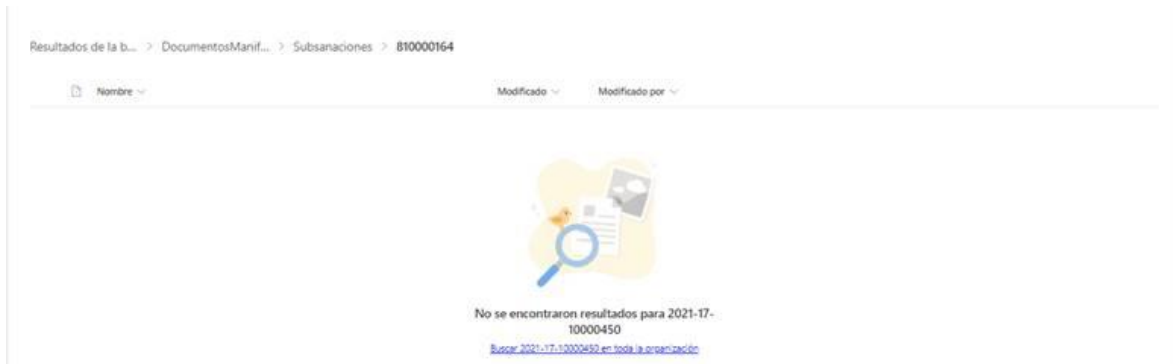 Resultados de la b... > DocumentosManif... > Subsanaciones > 810000164
Nombre Modificado Modificado por
No se encontraron resultados para 2021-17-
10000450
Buscar 2021-17-10000450 en toda la organización